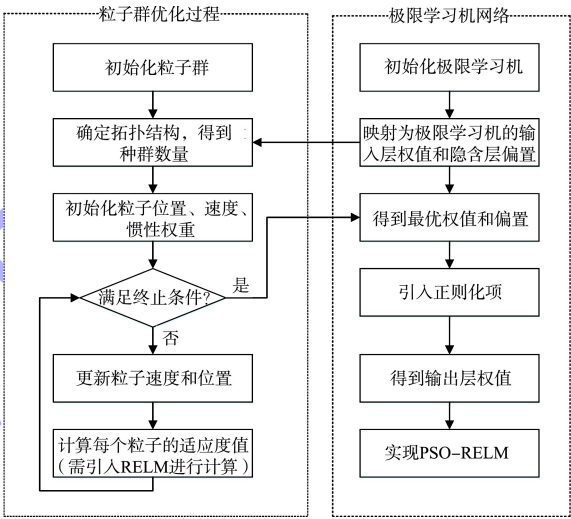 粒子群优化过程
初始化粒子群
确定拓扑结构，得到
种群数量
初始化粒子位置、速度、
惯性权重
满足终止条件?
是
否
更新粒子速度和位置
计算每个粒子的适应度值
(需引入RELM进行计算)
极限学习机网络
初始化极限学习机
映射为极限学习机的输
入层权值和隐含层偏置
得到最优权值和偏置
引入正则化项
得到输出层权值
实现PSO-RELM